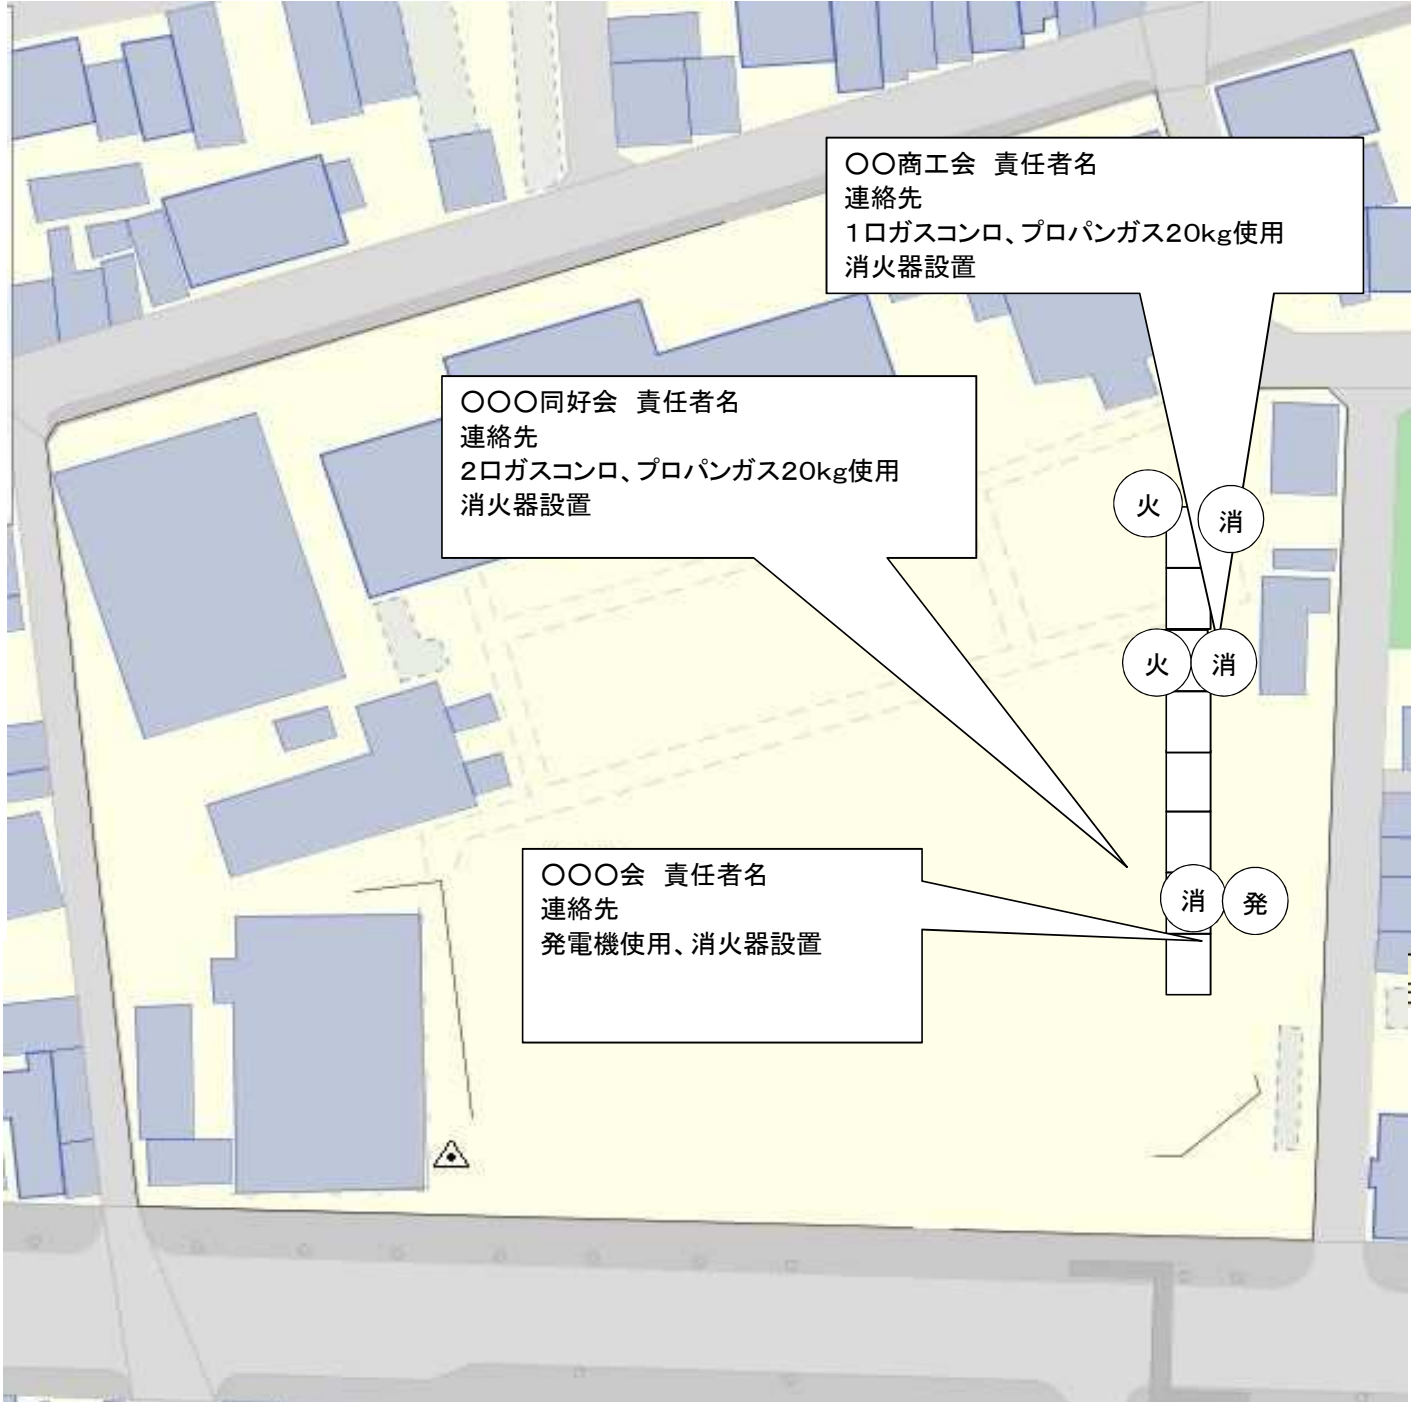 〇〇商工会　責任者名
連絡先
1口ガスコンロ、プロパンガス20kg使用
消火器設置
〇〇〇同好会　責任者名
連絡先
2口ガスコンロ、プロパンガス20kg使用
消火器設置
火
消
火
消
〇〇〇会　責任者名
連絡先
発電機使用、消火器設置
消
発